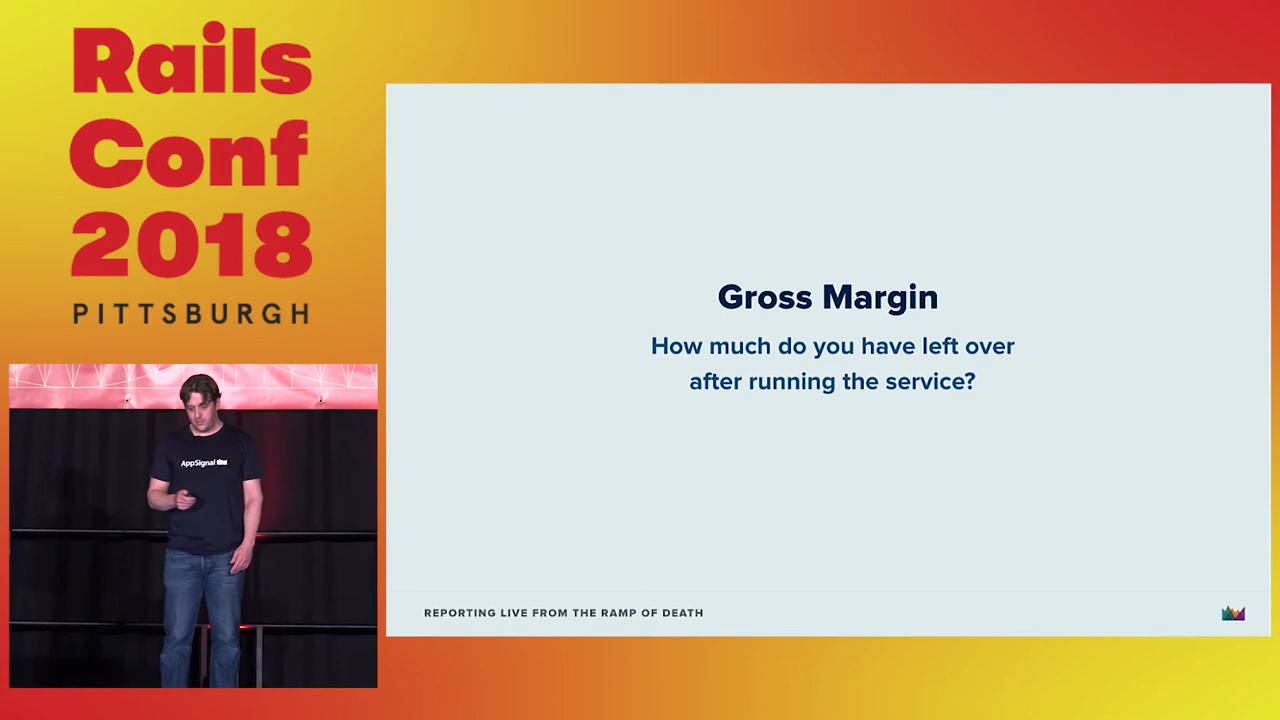 Rails
Conf
2018
PITTSBURGH
AppSignal
Gross Margin
How much do you have left over
after running the service?
REPORTING LIVE FROM THE RAMP OF DEATH